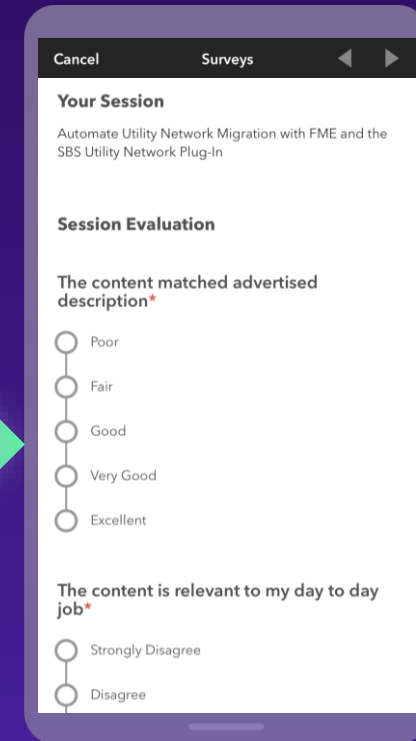 Cancel Surveys
Your Session
Automate Utility Network Migration with FME and the
SBS Utility Network Plug-In
Session Evaluation
The content matched advertised
description*
Poor
Fair
Good
Very Good
Excellent
The content is relevant to my day to day
job*
Strongly Disagree
Disagree